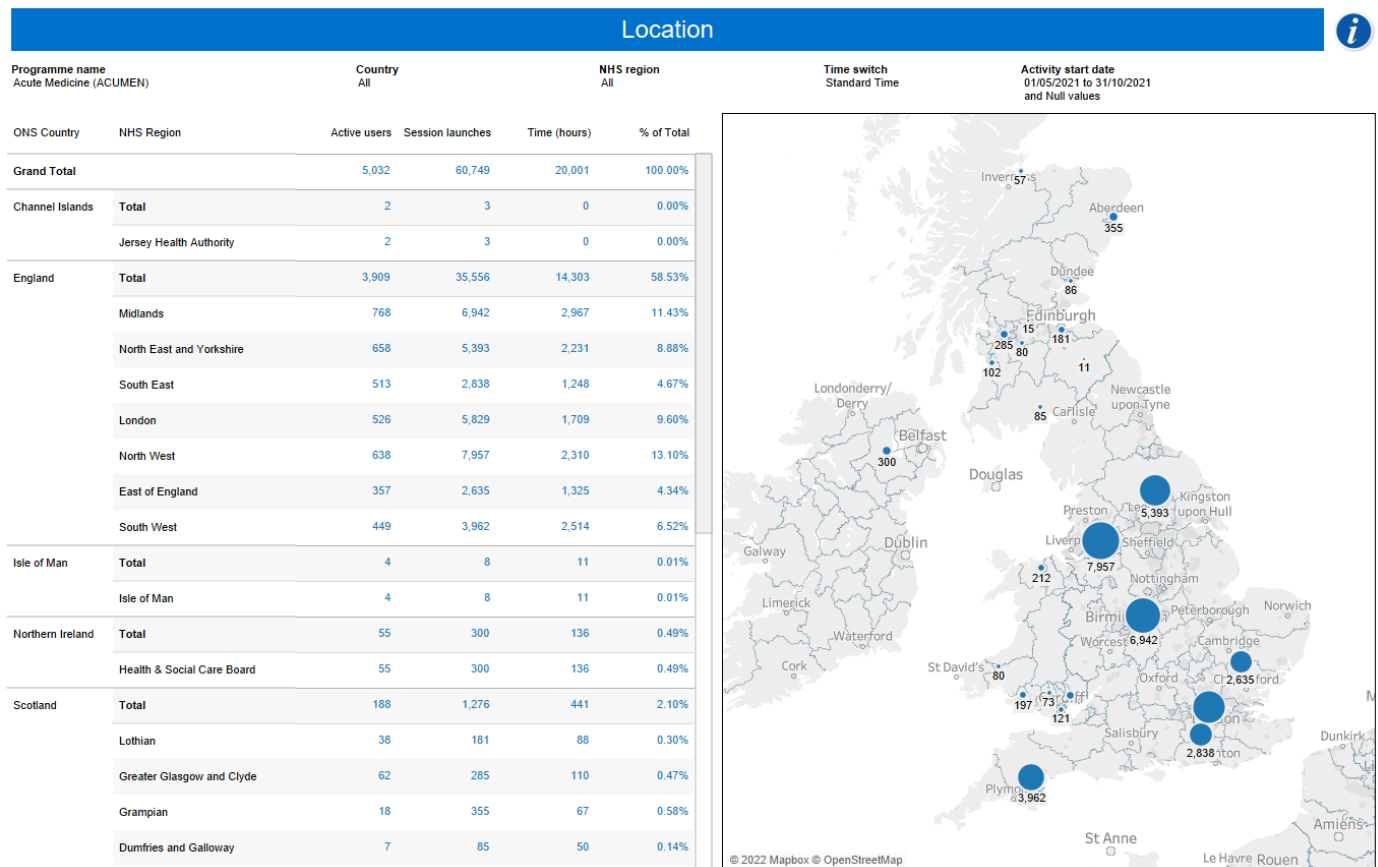 Location
i
Programme name
Acute Medicine (ACUMEN)
Country
All
NHS region
All
Time switch
Standard Time
Activity start date
01/05/2021 to 31/10/2021
and Null values
ONS Country NHS Region Active users Session launches Time (hours) % of Total
Grand Total 5,032 60,749 20,001 100.00%
Channel Islands Total 2 3 0 0.00%
Jersey Health Authority 2 3 0 0.00%
England Total 3,909 35,556 14,303 58.53%
Midlands 768 6,942 2,967 11.43%
North East and Yorkshire 658 5,393 2,231 8.88%
South East 513 2,838 1,248 4.67%
London 526 5,829 1,709 9.60%
North West 638 7,957 2,310 13.10%
East of England 357 2,635 1,325 4.34%
South West 449 3,962 2,514 6.52%
Isle of Man Total 4 8 11 0.01%
Isle of Man 4 8 11 0.01%
Northern Ireland Total 55 300 136 0.49%
Health & Social Care Board 55 300 136 0.49%
Scotland Total 188 1,276 441 2.10%
Lothian 38 181 88 0.30%
Greater Glasgow and Clyde 62 285 110 0.47%
Grampian 18 355 67 0.58%
Dumfries and Galloway 7 85 50 0.14%
57
Aberdeen
355
Dundee
86
Edinburgh
15
181
285
80
102
11
Londonderry/
Derry
Newcastle
upon Tyne
85
Carlisle
Belfast
300
Douglas
Kingston
upon Hull
5,393
Preston
Dublin
Sheffield
Galway
7,957
212
Nottingham
Limerick
Peterborough
Norwich
Waterford
6,942
Cambridge
Cork
St David's
80
Oxford
2,635
197
73
121
Salisbury
Dunkirk
2,838
3,962
St Anne
Amiens
Le Havre
Rouen
© 2022 Mapbox © OpenStreetMap